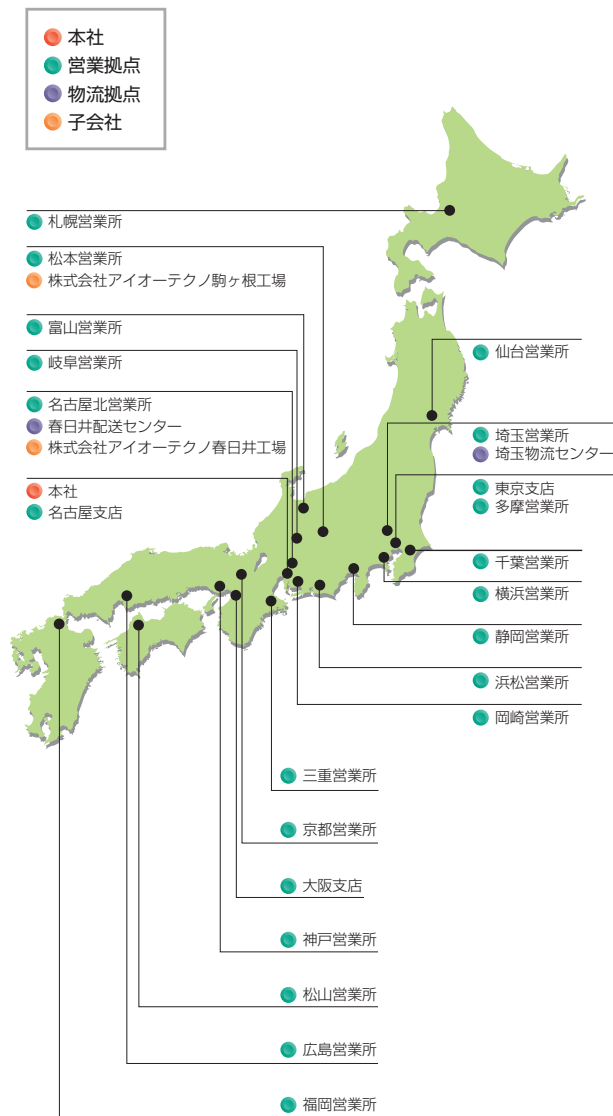 本社
営業拠点
物流拠点
子会社
札幌営業所
松本営業所
株式会社アイオーテクノ駒ヶ根工場
富山営業所
岐阜営業所
名古屋北営業所
春日井配送センター
株式会社アイオーテクノ春日井工場
本社
名古屋支店
仙台営業所
埼玉営業所
埼玉物流センター
東京支店
多摩営業所
千葉営業所
横浜営業所
静岡営業所
浜松営業所
岡崎営業所
三重営業所
京都営業所
大阪支店
神戸営業所
松山営業所
広島営業所
福岡営業所